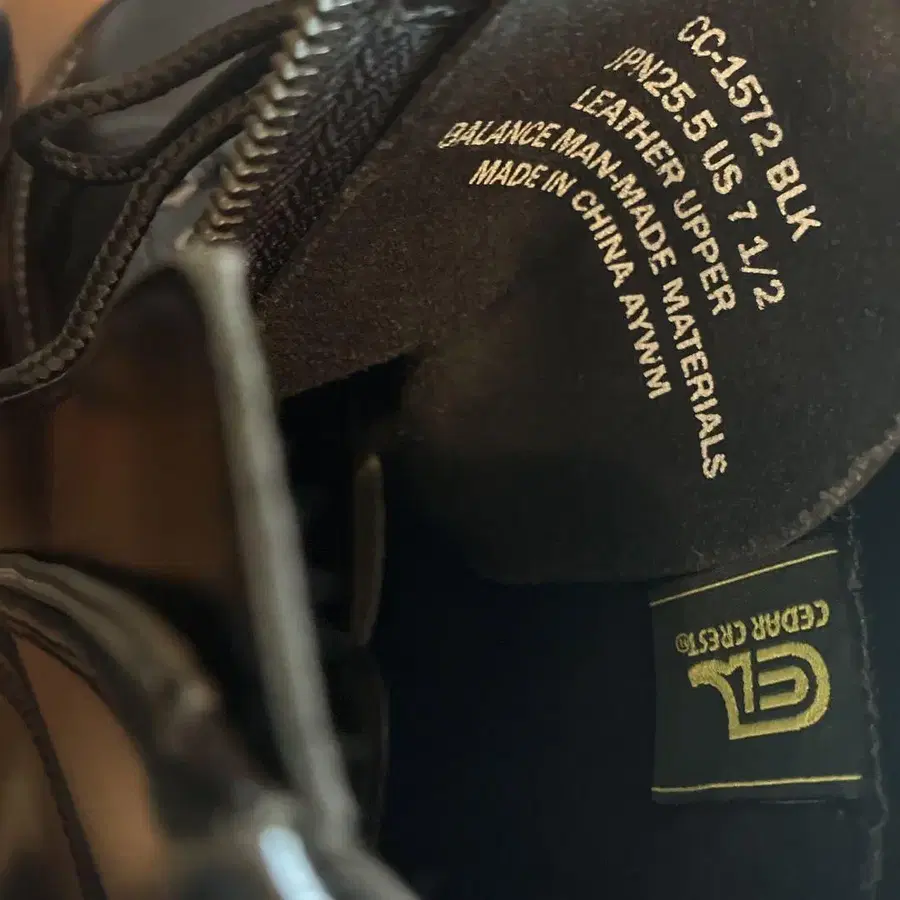 CC-1572 BLK
JPN25.5 US 7 1/2
LEATHER UPPER
BALANCE MAN-MADE MATERIALS
MADE IN CHINA AYWM
CEDAR CREST